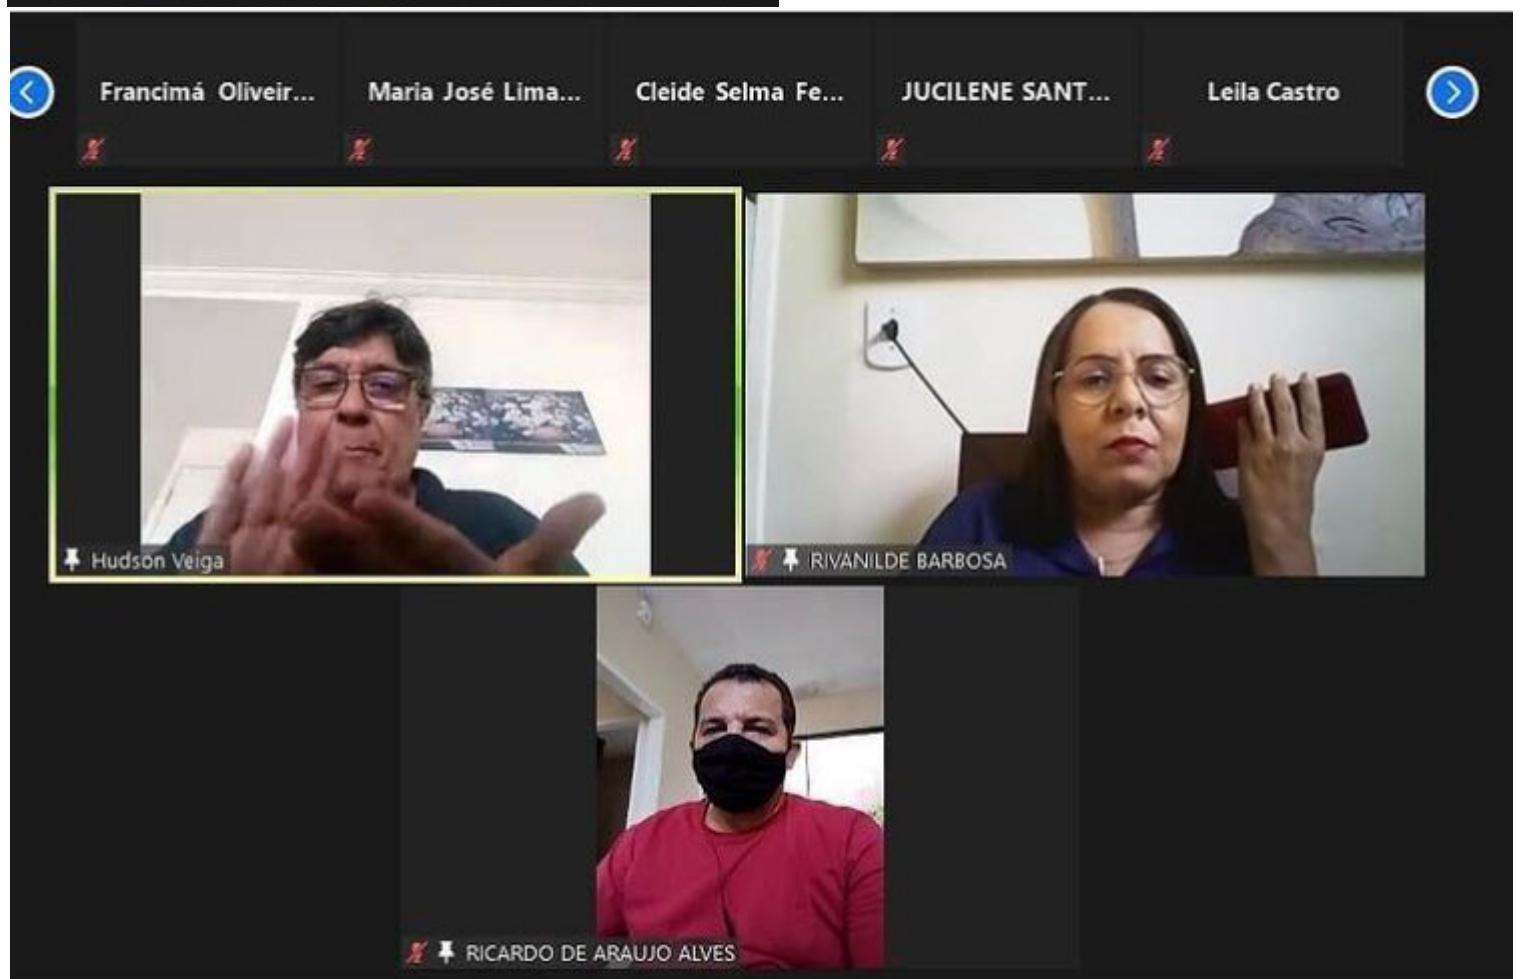 Francimá Oliveir...
Maria José Lima...
Cleide Selma Fe...
JUCILENE SANT...
Leila Castro
Hudson Veiga
RIVANILDE BARBOSA
RICARDO DE ARAUJO ALVES